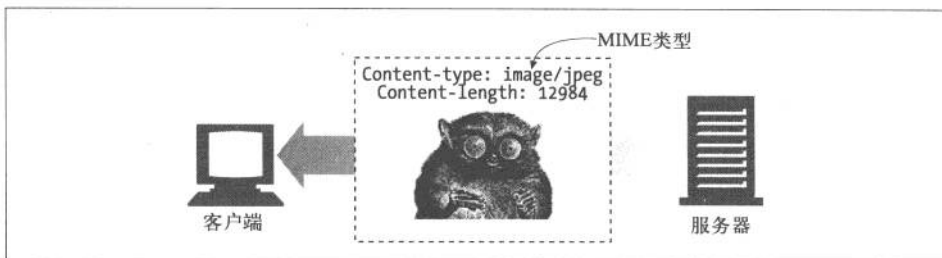 MIME类型
Content-type: image/jpeg
Content-length: 12984
客户端
服务器